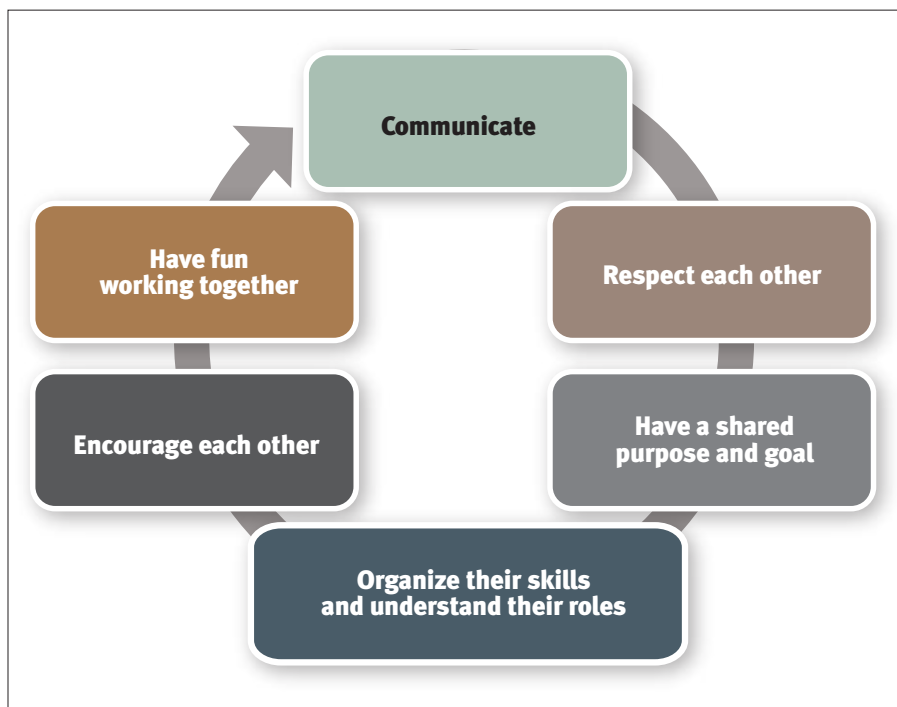 Communicate
Respect each other
Have a shared
purpose and goal
Organize their skills
and understand their roles
Encourage each other
Have fun
working together